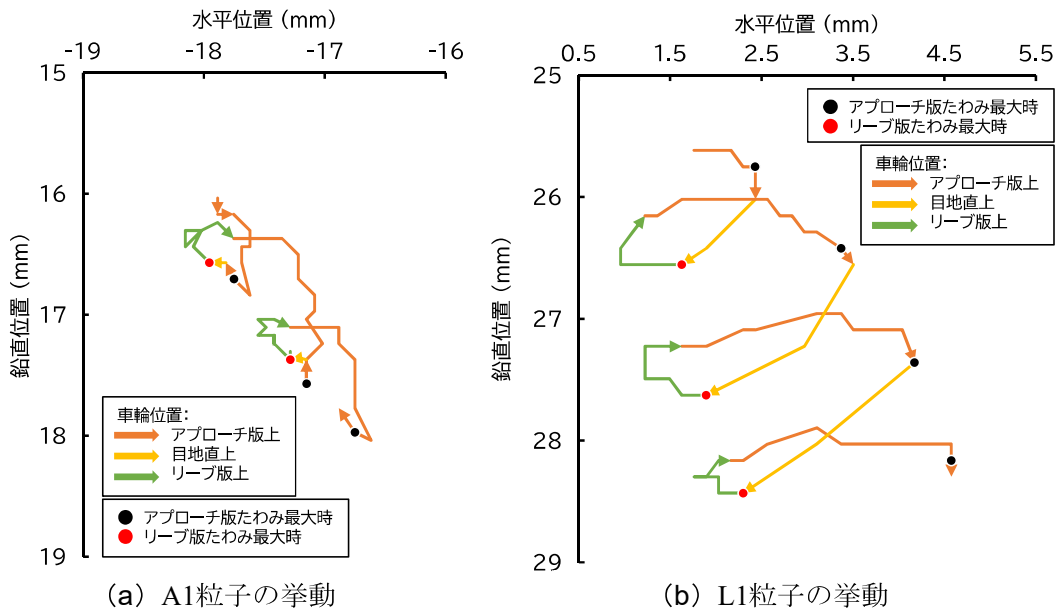 水平位置（mm）
-19 -18 -17 -16
15
16
17
18
19
鉛直位置（mm）
車輪位置：
アプローチ版上
目地直上
リーブ版上
アプローチ版たわみ最大時
リーブ版たわみ最大時
（a）A1粒子の挙動
水平位置（mm）
0.5 1.5 2.5 3.5 4.5 5.5
25
26
27
28
29
鉛直位置（mm）
アプローチ版たわみ最大時
リーブ版たわみ最大時
車輪位置：
アプローチ版上
目地直上
リーブ版上
（b）L1粒子の挙動